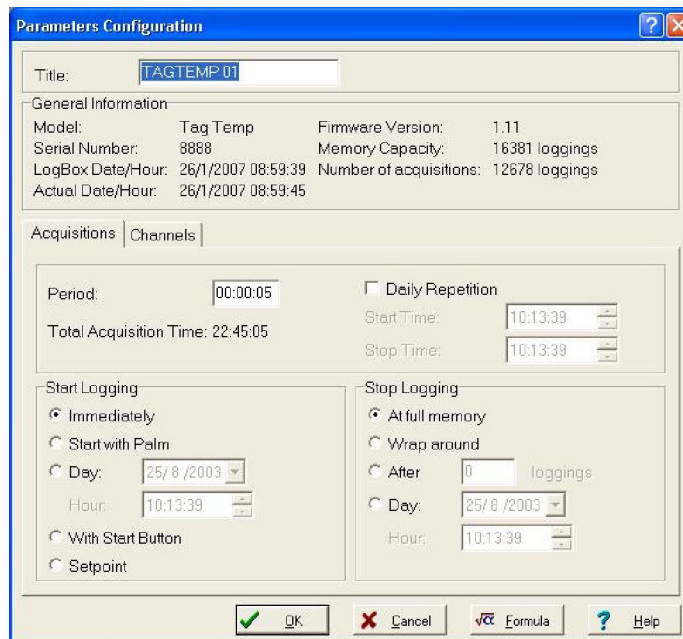 Parameters Configuration
Title: TAGTEMP 01
General Information
Model: Tag Temp Firmware Version: 1.11
Serial Number: 8888 Memory Capacity: 16381 loggings
LogBox Date/Hour: 26/1/2007 08:59:39 Number of acquisitions: 12678 loggings
Actual Date/Hour: 26/1/2007 08:59:45
Acquisitions Channels
Period: 00:00:05 Daily Repetition
Start Time: 10:13:39
Total Acquisition Time: 22:45:05
Stop Time: 10:13:39
Start Logging Stop Logging
Immediately At full memory
Start with Palm Wrap around
Day: 25/ 8 /2003 After 0 loggings
Hour: 10:13:39 Day: 25/ 8 /2003
With Start Button Hour: 10:13:39
Setpoint
OK Cancel √α Formula ? Help